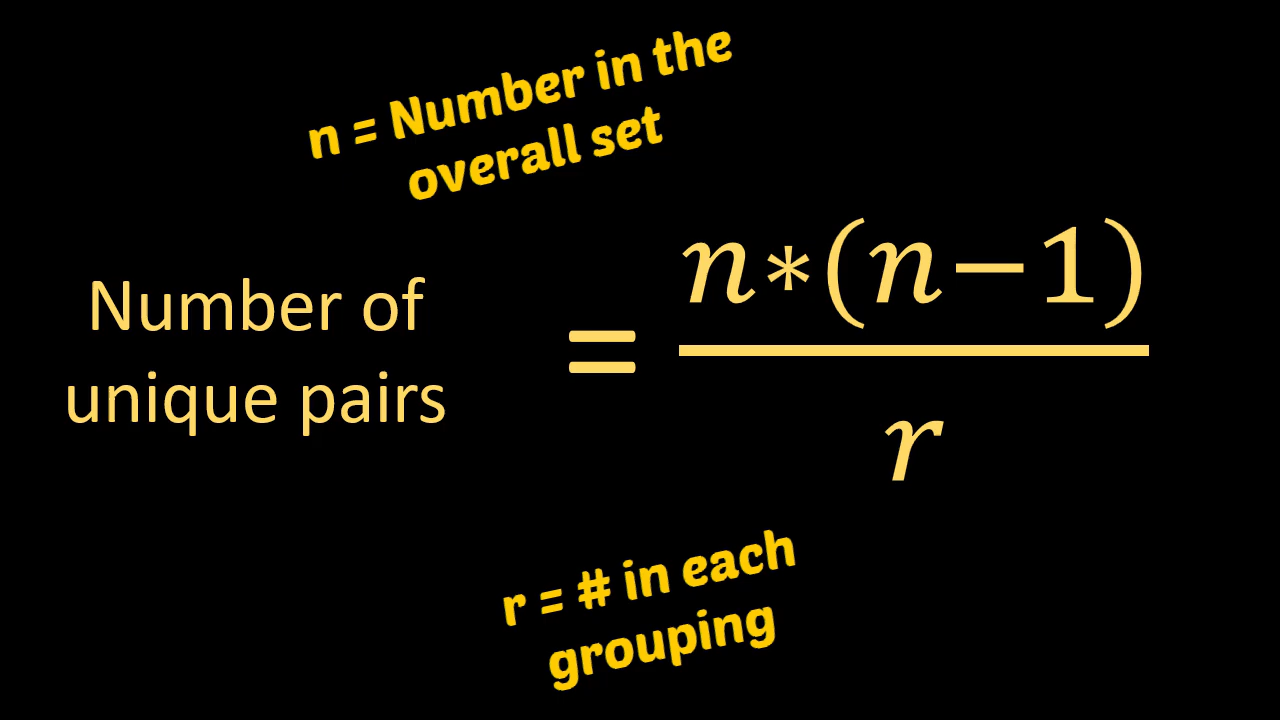 n = Number in the
overall set
Number of
unique pairs
=
n*(n−1)
r
r = # in each
grouping